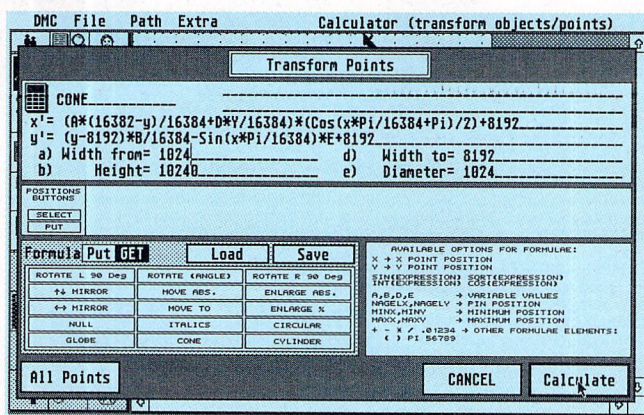 DMC File Path Extra Calculator (transform objects/points)
Transform Points
CONE
x'= (A*(16382-y)/16384+D*Y/16384)*(Cos(x*Pi/16384+Pi)/2)+8192
y'= (y-8192)*B/16384-Sin(x*Pi/16384)*E+8192
a) Width from= 1024 d) Width to= 8192
b) Height= 10240 e) Diameter= 1024
POSITIONS
BUTTONS
SELECT
PUT
Formula Put GET Load Save
ROTATE L 90 Deg ROTATE (ANGLE) ROTATE R 90 Deg
↑↓ MIRROR MOVE ABS. ENLARGE ABS.
↔ MIRROR MOVE TO ENLARGE %
NULL ITALICS CIRCULAR
GLOBE CONE CYLINDER
AVAILABLE OPTIONS FOR FORMULAE:
X → X POINT POSITION
Y → Y POINT POSITION
SIN(EXPRESSION) SQRT(EXPRESSION)
INT(EXPRESSION) COS(EXPRESSION)
A,B,D,E → VARIABLE VALUES
NAGELX,NAGELY → PIN POSITION
MINX,MINY → MINIMUM POSITION
MAXX,MAXY → MAXIMUM POSITION
+ - * / .01234 → OTHER FORMULAE ELEMENTS:
( ) PI 56789
All Points CANCEL Calculate